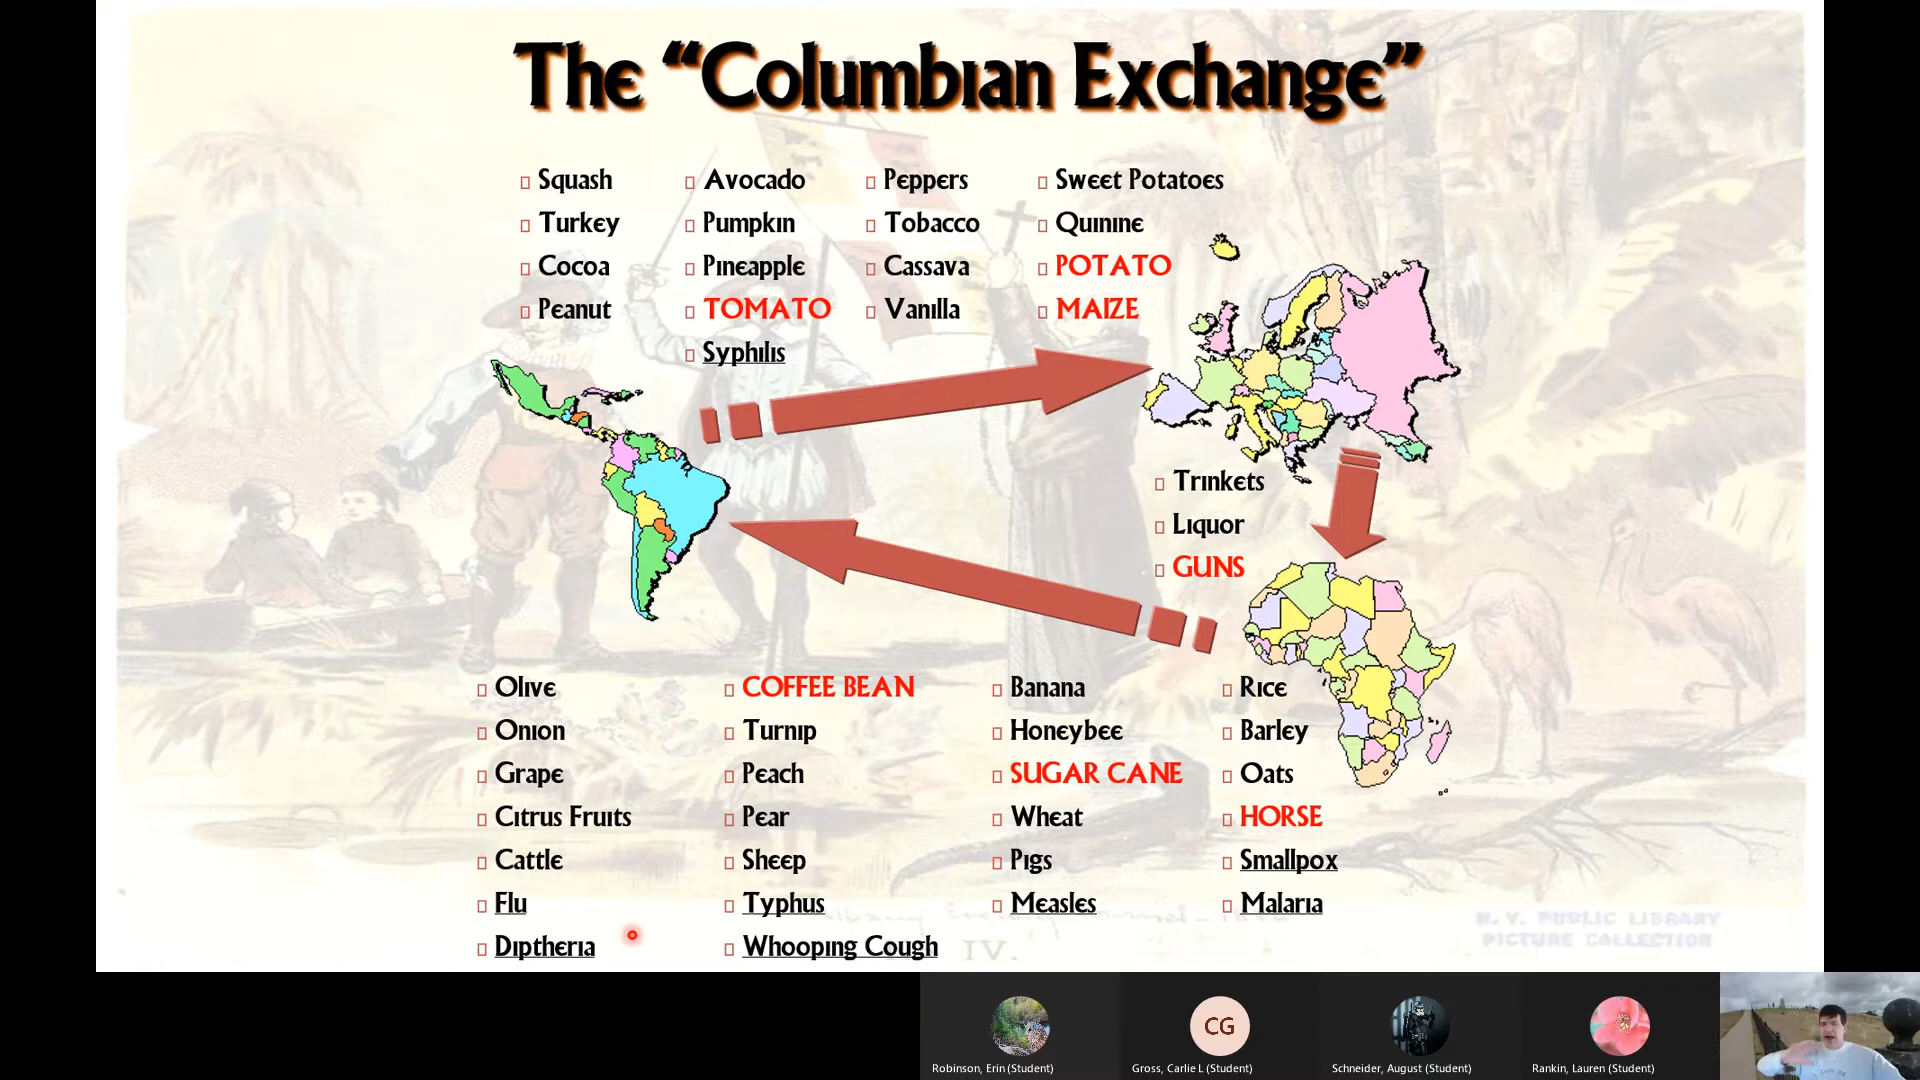 The “Columbian Exchange”
Squash Avocado Peppers Sweet Potatoes
Turkey Pumpkin Tobacco Quinine
Cocoa Pineapple Cassava POTATO
Peanut TOMATO Vanilla MAIZE
Syphilis
Trinkets
Liquor
GUNS
Olive COFFEE BEAN Banana Rice
Onion Turnip Honeybee Barley
Grape Peach SUGAR CANE Oats
Citrus Fruits Pear Wheat HORSE
Cattle Sheep Pigs Smallpox
Flu Typhus Measles Malaria
Diptheria Whooping Cough
IV.
N.Y. PUBLIC LIBRARY
PICTURE COLLECTION
CG
Robinson, Erin (Student) Gross, Carlie L (Student) Schneider, August (Student) Rankin, Lauren (Student)